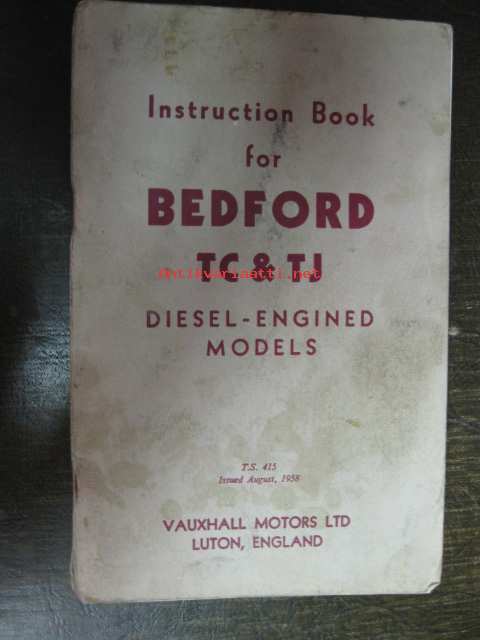 Instruction Book
for
BEDFORD
TC & TJ
Antikvariaatti.net
DIESEL-ENGINED
MODELS
T.S. 415
Issued August, 1958
VAUXHALL MOTORS LTD
LUTON, ENGLAND